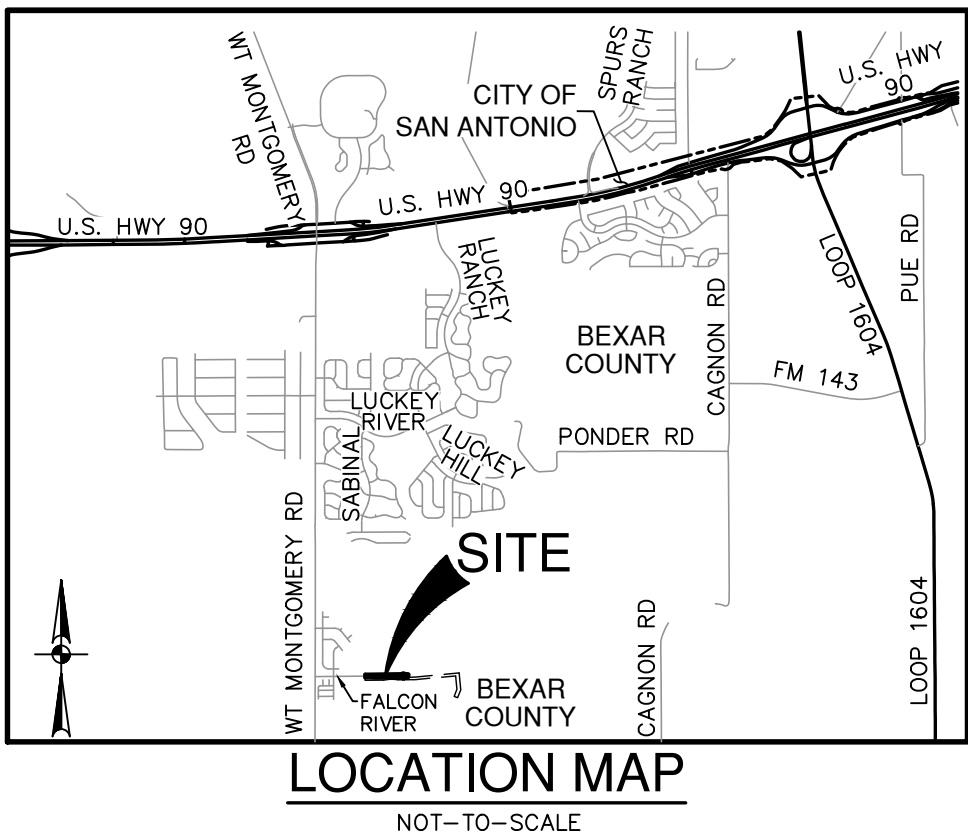 WT MONTGOMERY
RD
SPURS
RANCH
U.S. HWY
90
CITY OF
SAN ANTONIO
U.S. HWY 90
U.S. HWY 90
LUCKEY
RANCH
LOOP 1604
PUE RD
BEXAR
COUNTY
CAGNON RD
FM 143
LUCKEY
RIVER
SABINAL
LUCKEY
HILL
PONDER RD
WT MONTGOMERY RD
SITE
CAGNON RD
LOOP 1604
FALCON
RIVER
BEXAR
COUNTY
LOCATION MAP
NOT-TO-SCALE